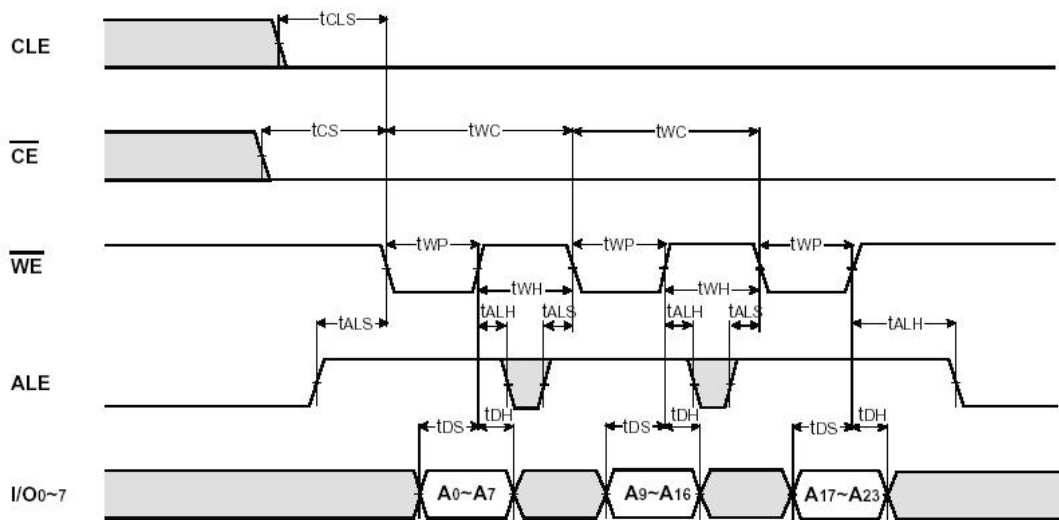 CLE tCLS
CE tCS tWC tWC
WE tWP tWP tWP
tWH tWH
tALS tALH tALS tALH tALS tALH
ALE
tDS tDH tDS tDH tDS tDH
I/O0~7 A0~A7 A9~A16 A17~A23